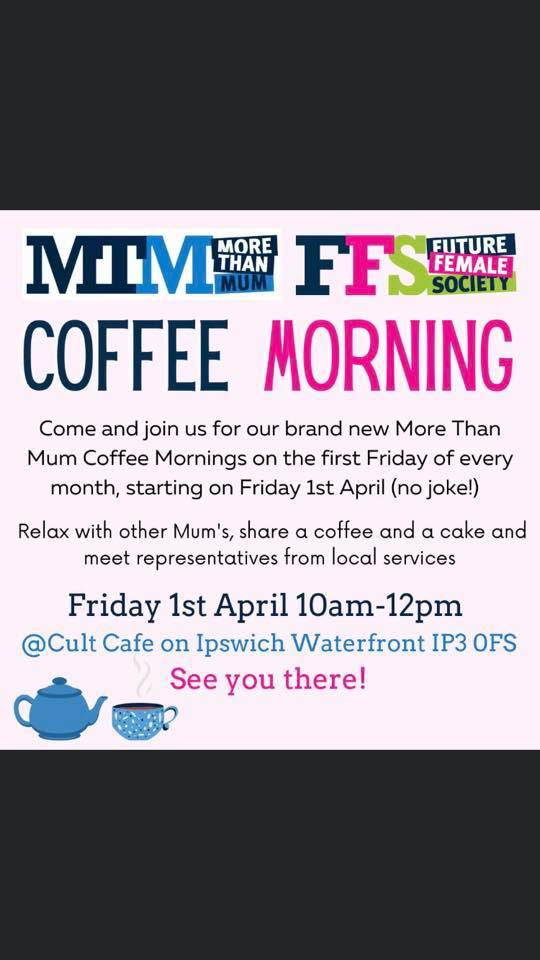 MTM MORE THAN MUM
FFS FUTURE FEMALE SOCIETY
COFFEE MORNING
Come and join us for our brand new More Than
Mum Coffee Mornings on the first Friday of every
month, starting on Friday 1st April (no joke!)
Relax with other Mum's, share a coffee and a cake and
meet representatives from local services
Friday 1st April 10am-12pm
@Cult Cafe on Ipswich Waterfront IP3 0FS
See you there!